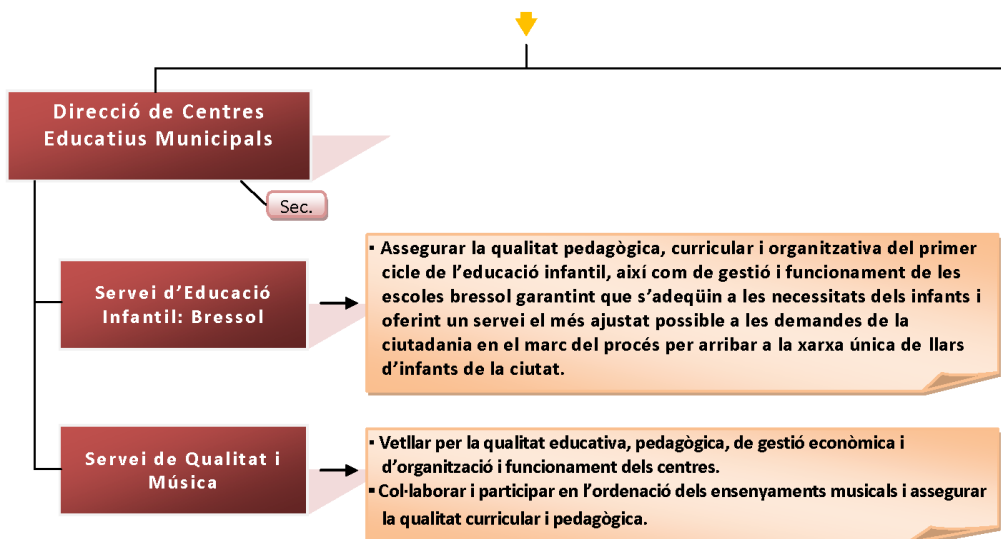 Direcció de Centres
Educatius Municipals
Sec.
Servei d’Educació
Infantil: Bressol
▪ Assegurar la qualitat pedagògica, curricular i organitzativa del primer
cicle de l’educació infantil, així com de gestió i funcionament de les
escoles bressol garantint que s’adeqüin a les necessitats dels infants i
oferint un servei el més ajustat possible a les demandes de la
ciutadania en el marc del procés per arribar a la xarxa única de llars
d’infants de la ciutat.
Servei de Qualitat i
Música
▪ Vetllar per la qualitat educativa, pedagògica, de gestió econòmica i
d’organització i funcionament dels centres.
▪ Col·laborar i participar en l’ordenació dels ensenyaments musicals i assegurar
la qualitat curricular i pedagògica.